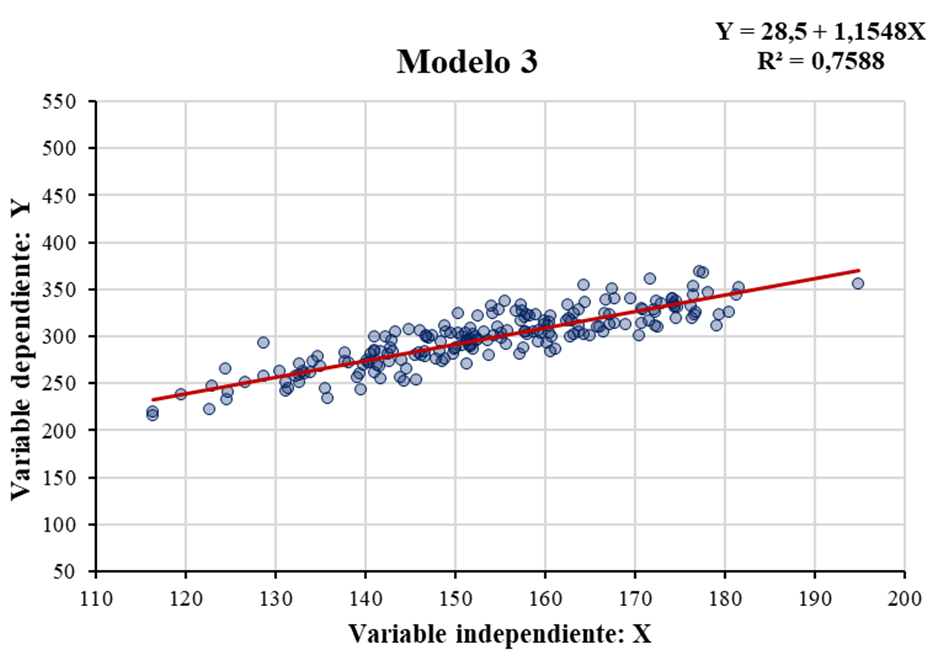 Y = 28,5 + 1,1548X
R² = 0,7588
Modelo 3
550
500
450
400
350
300
250
200
150
100
50
Variable dependiente: Y
110 120 130 140 150 160 170 180 190 200
Variable independiente: X